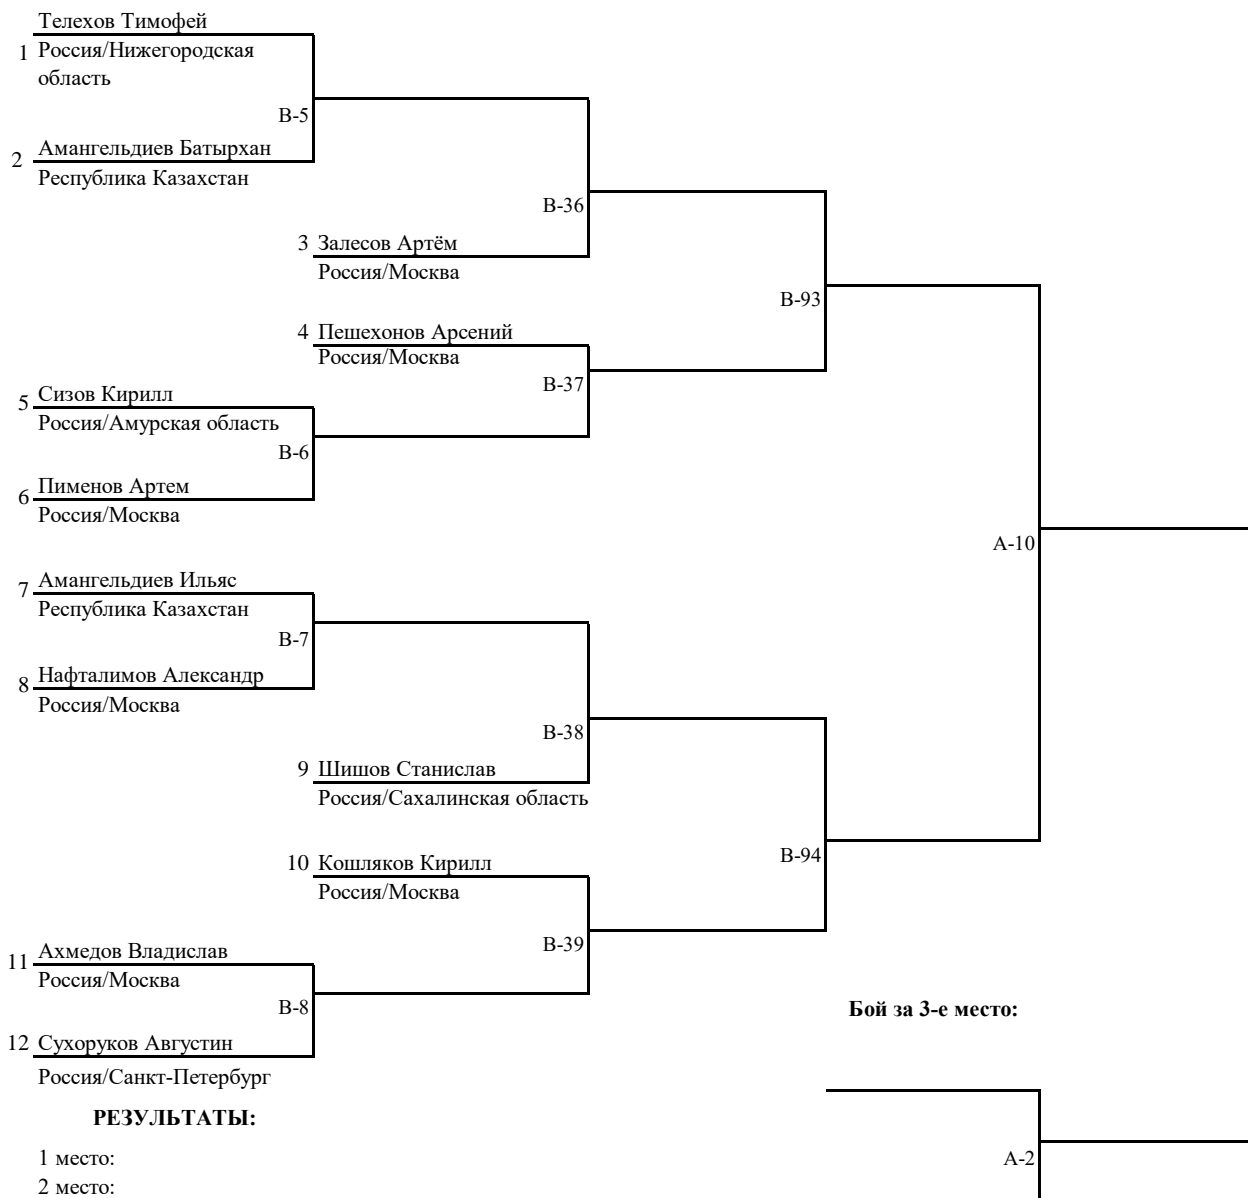 Телехов Тимофей
1 Россия/Нижегородская
область
В-5
2 Амангельдиев Батырхан
Республика Казахстан
В-36
3 Залесов Артём
Россия/Москва
В-93
4 Пешехонов Арсений
Россия/Москва
В-37
5 Сизов Кирилл
Россия/Амурская область
В-6
6 Пименов Артем
Россия/Москва
А-10
7 Амангельдиев Ильяс
Республика Казахстан
В-7
8 Нафталимов Александр
Россия/Москва
В-38
9 Шишов Станислав
Россия/Сахалинская область
В-94
10 Кошляков Кирилл
Россия/Москва
В-39
11 Ахмедов Владислав
Россия/Москва
В-8
Бой за 3-е место:
12 Сухоруков Августин
Россия/Санкт-Петербург
РЕЗУЛЬТАТЫ:
1 место:
А-2
2 место: